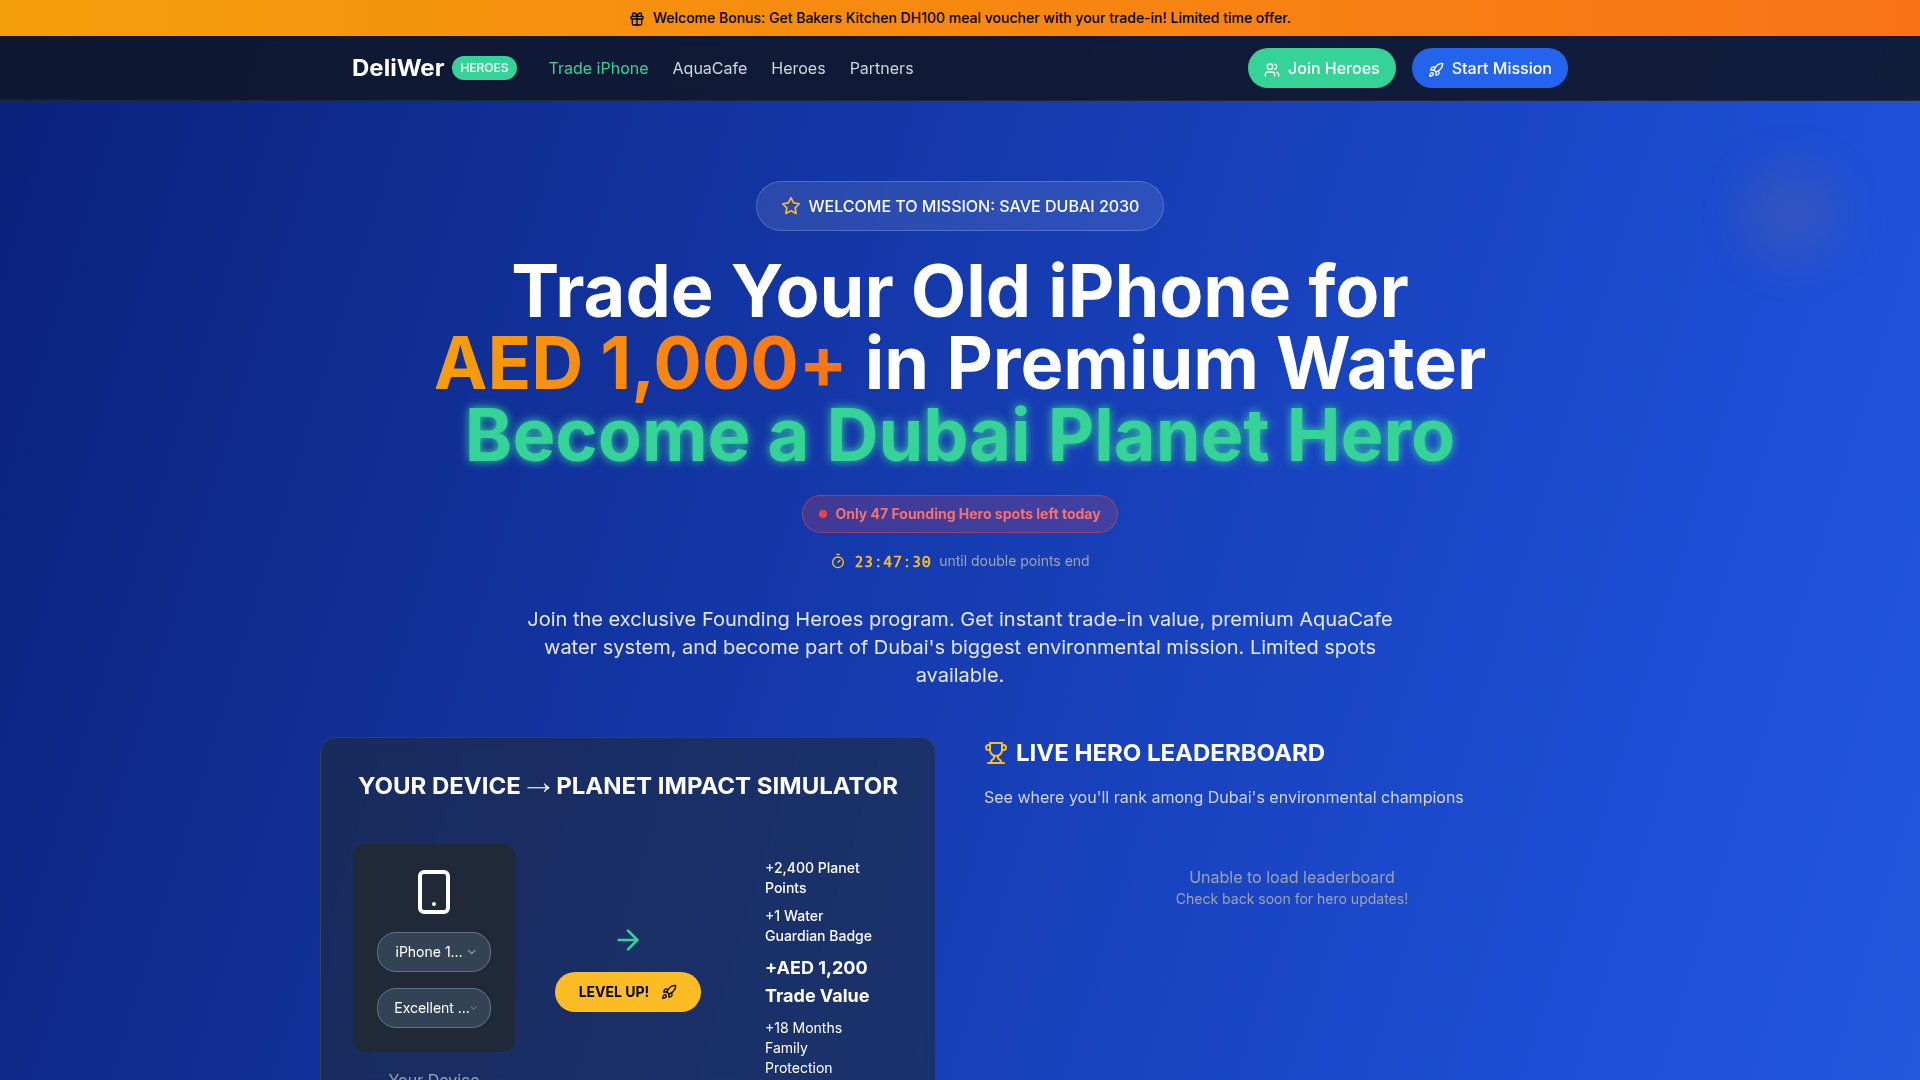 Welcome Bonus: Get Bakers Kitchen DH100 meal voucher with your trade-in! Limited time offer.
DeliWer HEROES Trade iPhone AquaCafe Heroes Partners Join Heroes Start Mission
WELCOME TO MISSION: SAVE DUBAI 2030
Trade Your Old iPhone for
AED 1,000+ in Premium Water
Become a Dubai Planet Hero
Only 47 Founding Hero spots left today
23:47:30 until double points end
Join the exclusive Founding Heroes program. Get instant trade-in value, premium AquaCafe
water system, and become part of Dubai's biggest environmental mission. Limited spots
available.
YOUR DEVICE → PLANET IMPACT SIMULATOR
iPhone 1...
Excellent ...
Your Device
LEVEL UP!
+2,400 Planet
Points
+1 Water
Guardian Badge
+AED 1,200
Trade Value
+18 Months
Family
Protection
LIVE HERO LEADERBOARD
See where you'll rank among Dubai's environmental champions
Unable to load leaderboard
Check back soon for hero updates!